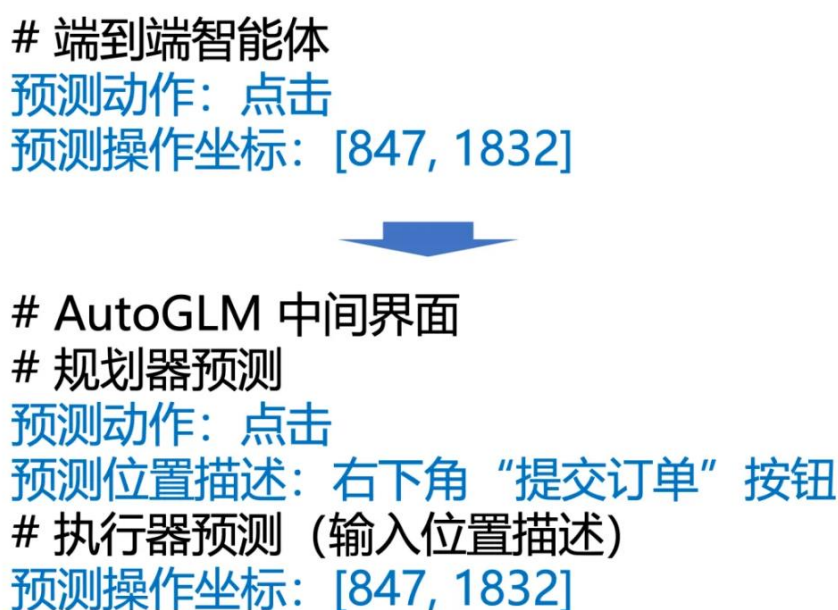 # 端到端智能体
预测动作：点击
预测操作坐标：[847, 1832]
# AutoGLM 中间界面
# 规划器预测
预测动作：点击
预测位置描述：右下角“提交订单”按钮
# 执行器预测（输入位置描述）
预测操作坐标：[847, 1832]